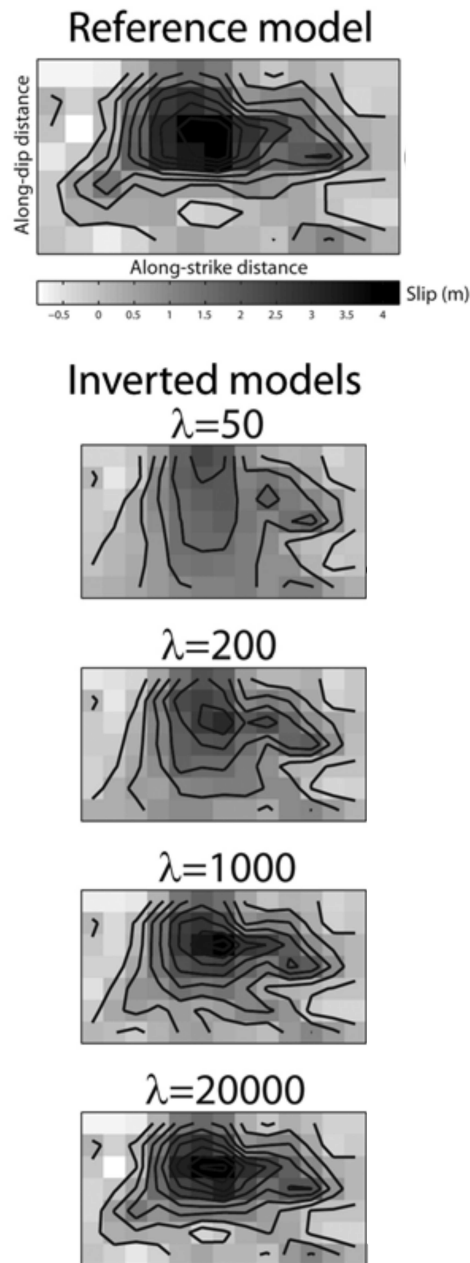 Reference model
Along-dip distance
Along-strike distance
Slip (m)
−0.5 0 0.5 1 1.5 2 2.5 3 3.5 4
Inverted models
λ=50
λ=200
λ=1000
λ=20000